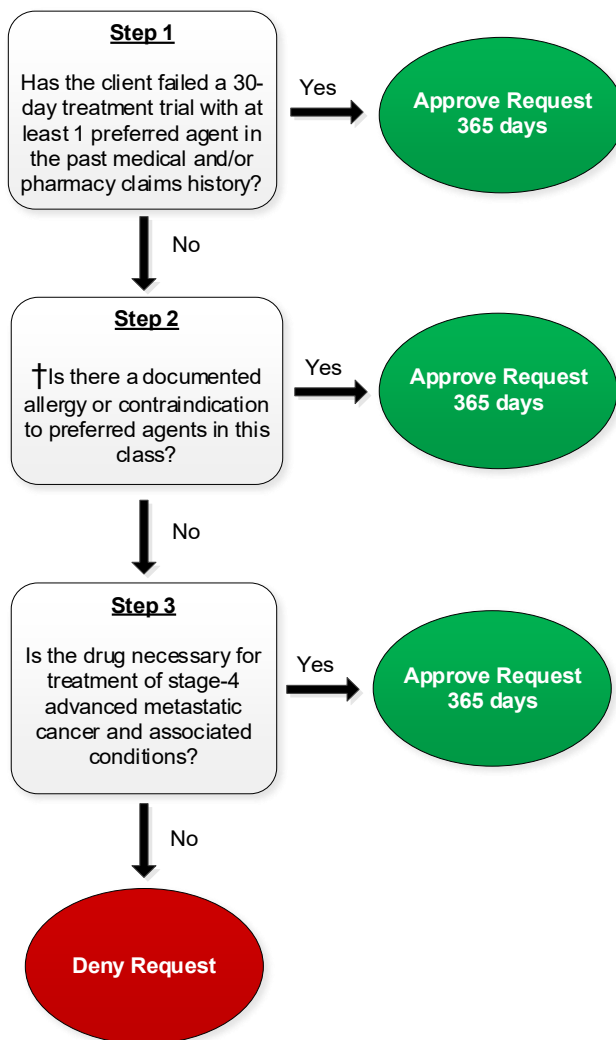 Step 1
Has the client failed a 30-
day treatment trial with at
least 1 preferred agent in
the past medical and/or
pharmacy claims history?
Yes
Approve Request
365 days
No
Step 2
†Is there a documented
allergy or contraindication
to preferred agents in this
class?
Yes
Approve Request
365 days
No
Step 3
Is the drug necessary for
treatment of stage-4
advanced metastatic
cancer and associated
conditions?
Yes
Approve Request
365 days
No
Deny Request